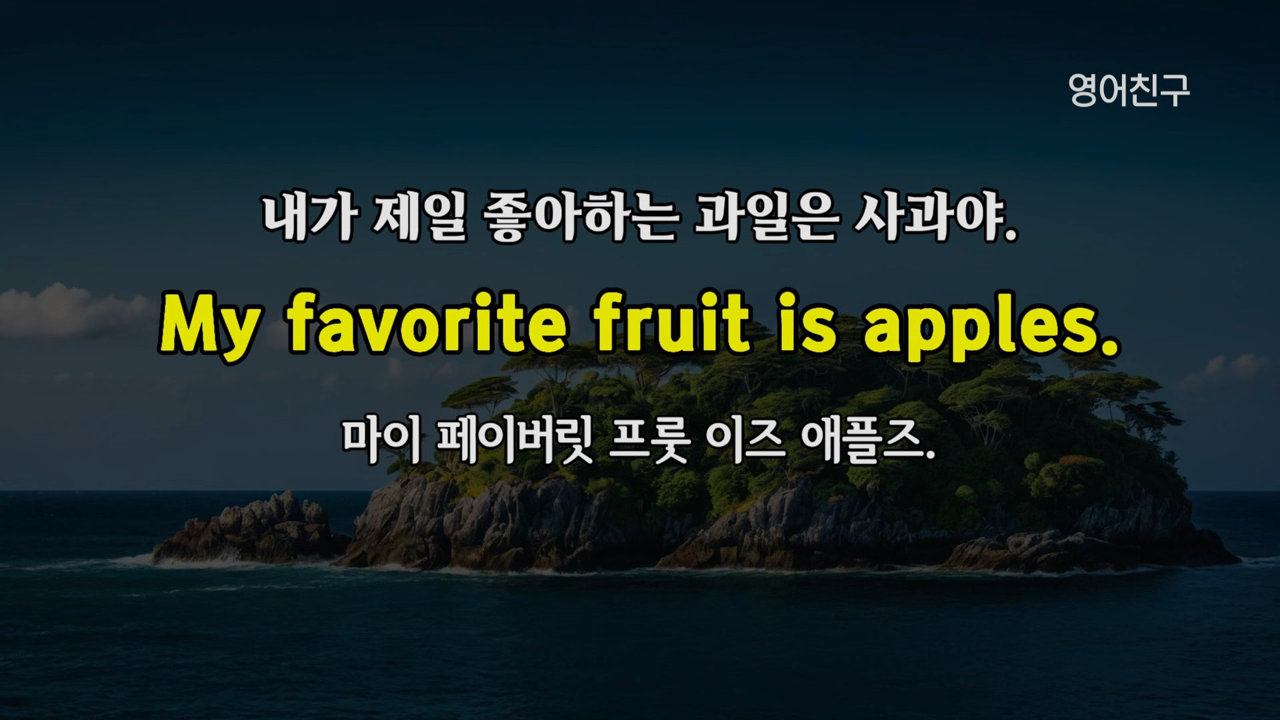 영어친구
내가 제일 좋아하는 과일은 사과야.
My favorite fruit is apples.
마이 페이버릿 프룻 이즈 애플즈.